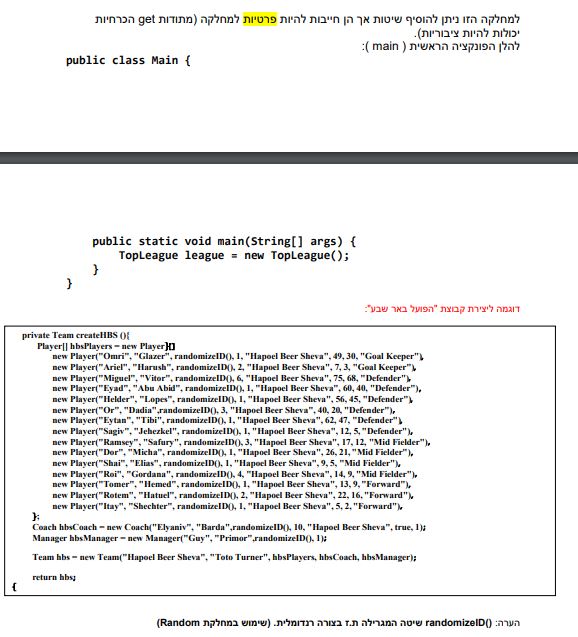 למחלקה הזו ניתן להוסיף שיטות אך הן חייבות להיות פרטיות למחלקה (מתודות get הכרחיות
יכולות להיות ציבוריות).
להלן הפונקציה הראשית ( main ):
public class Main {
public static void main(String[] args) {
TopLeague league = new TopLeague();
}
}
דוגמה ליצירת קבוצת "הפועל באר שבע":
private Team createHBS (){
Player[] hbsPlayers = new Player[]{
new Player("Omri", "Glazer", randomizeID(), 1, "Hapoel Beer Sheva", 49, 30, "Goal Keeper"),
new Player("Ariel", "Harush", randomizeID(), 2, "Hapoel Beer Sheva", 7, 3, "Goal Keeper"),
new Player("Miguel", "Vitor", randomizeID(), 6, "Hapoel Beer Sheva", 75, 68, "Defender"),
new Player("Eyad", "Abu Abid", randomizeID(), 1, "Hapoel Beer Sheva", 60, 40, "Defender"),
new Player("Helder", "Lopes", randomizeID(), 1, "Hapoel Beer Sheva", 56, 45, "Defender"),
new Player("Or", "Dadia",randomizeID(), 3, "Hapoel Beer Sheva", 40, 20, "Defender"),
new Player("Eytan", "Tibi", randomizeID(), 1, "Hapoel Beer Sheva", 62, 47, "Defender"),
new Player("Sagiv", "Jehezkel", randomizeID(), 1, "Hapoel Beer Sheva", 12, 5, "Defender"),
new Player("Ramsey", "Safury", randomizeID(), 3, "Hapoel Beer Sheva", 17, 12, "Mid Fielder"),
new Player("Dor", "Micha", randomizeID(), 1, "Hapoel Beer Sheva", 26, 21, "Mid Fielder"),
new Player("Shai", "Elias", randomizeID(), 1, "Hapoel Beer Sheva", 9, 5, "Mid Fielder"),
new Player("Roi", "Gordana", randomizeID(), 4, "Hapoel Beer Sheva", 14, 9, "Mid Fielder"),
new Player("Tomer", "Hemed", randomizeID(), 1, "Hapoel Beer Sheva", 13, 9, "Forward"),
new Player("Rotem", "Hatuel", randomizeID(), 2, "Hapoel Beer Sheva", 22, 16, "Forward"),
new Player("Itay", "Shechter", randomizeID(), 1, "Hapoel Beer Sheva", 5, 2, "Forward"),
};
Coach hbsCoach = new Coach("Elyaniv", "Barda",randomizeID(), 10, "Hapoel Beer Sheva", true, 1);
Manager hbsManager = new Manager("Guy", "Primor",randomizeID(), 1);
Team hbs = new Team("Hapoel Beer Sheva", "Toto Turner", hbsPlayers, hbsCoach, hbsManager);
return hbs;
{
הערה: randomizeID() שיטה המגרילה ת.ז בצורה רנדומלית. (שימוש במחלקת Random)